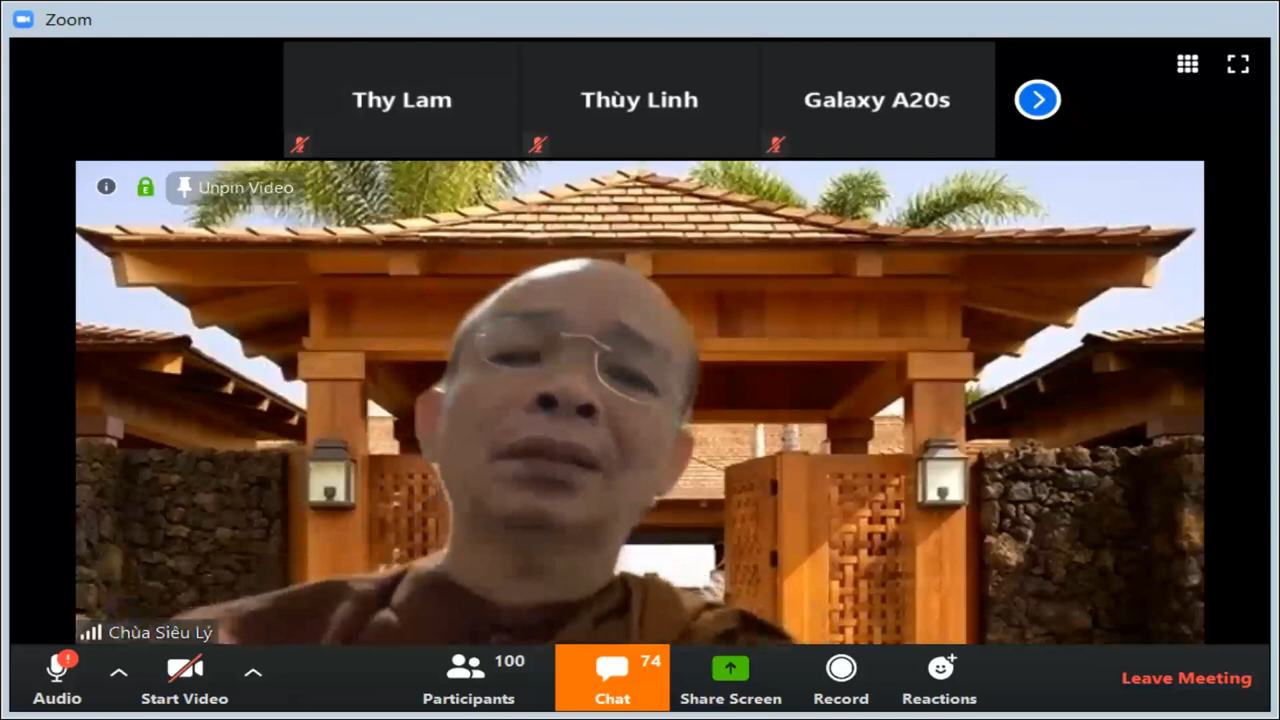 Zoom
Thy Lam
Thùy Linh
Galaxy A20s
Unpin Video
Chùa Siêu Lý
Audio
Start Video
100
Participants
74
Chat
Share Screen
Record
Reactions
Leave Meeting